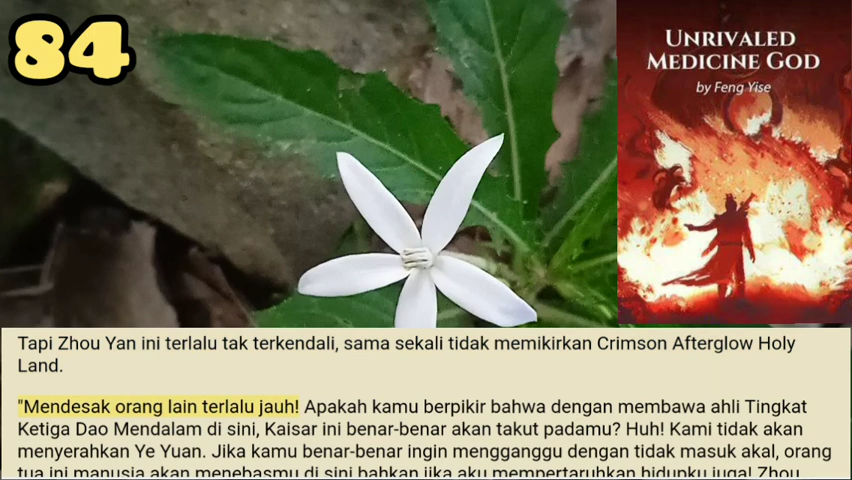 84
UNRIVALED
MEDICINE GOD
by Feng Yise
Tapi Zhou Yan ini terlalu tak terkendali, sama sekali tidak memikirkan Crimson Afterglow Holy
Land.
"Mendesak orang lain terlalu jauh! Apakah kamu berpikir bahwa dengan membawa ahli Tingkat
Ketiga Dao Mendalam di sini, Kaisar ini benar-benar akan takut padamu? Huh! Kami tidak akan
menyerahkan Ye Yuan. Jika kamu benar-benar ingin mengganggu dengan tidak masuk akal, orang
tua ini manusia akan menebasmu di sini bahkan jika aku mempertaruhkan hidupku juga! Zhou